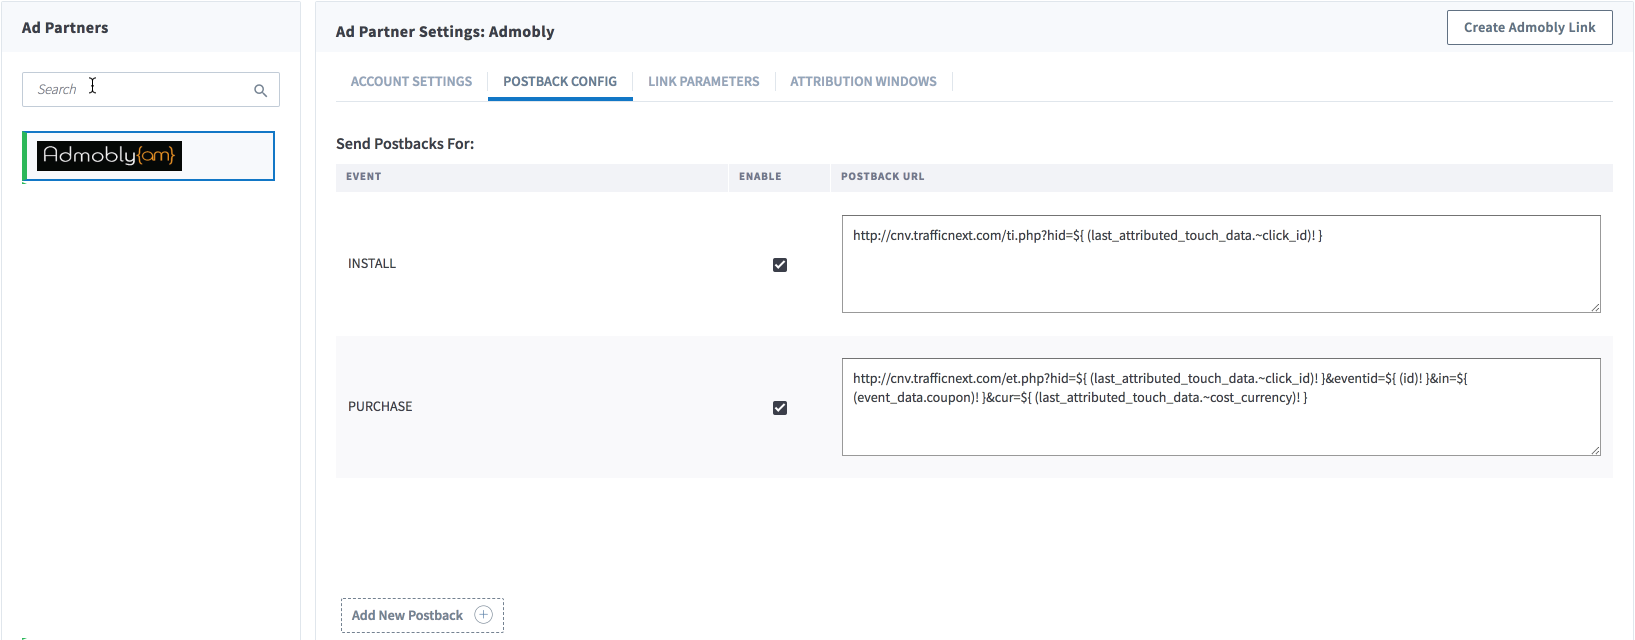 Ad Partners
Search
Admobly{am}
Ad Partner Settings: Admobly
Create Admobly Link
ACCOUNT SETTINGS
POSTBACK CONFIG
LINK PARAMETERS
ATTRIBUTION WINDOWS
Send Postbacks For:
EVENT ENABLE POSTBACK URL
INSTALL
http://cnv.trafficnext.com/ti.php?hid=${ (last_attributed_touch_data.~click_id)! }
PURCHASE
http://cnv.trafficnext.com/et.php?hid=${ (last_attributed_touch_data.~click_id)! }&eventid=${ (id)! }&in=${
(event_data.coupon)! }&cur=${ (last_attributed_touch_data.~cost_currency)! }
Add New Postback